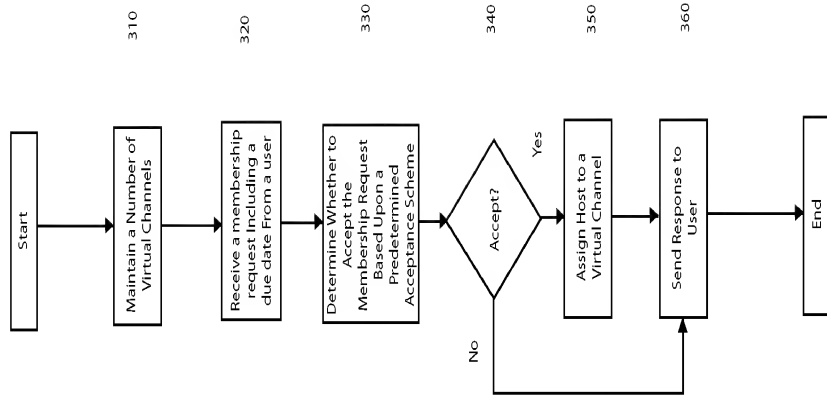 Start
310
Maintain a Number of
Virtual Channels
320
Receive a membership
request Including a
due date From a user
330
Determine Whether to
Accept the
Membership Request
Based Upon a
Predetermined
Acceptance Scheme
340
Accept?
Yes
No
350
Assign Host to a
Virtual Channel
360
Send Response to
User
End